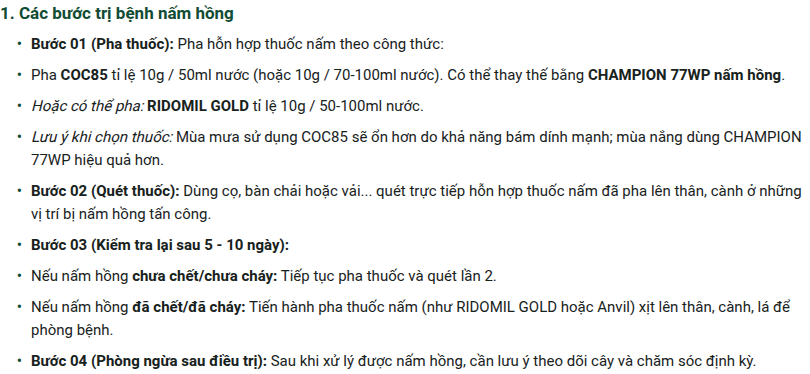 1. Các bước trị bệnh nấm hồng
• Bước 01 (Pha thuốc): Pha hỗn hợp thuốc nấm theo công thức:
• Pha COC85 tỉ lệ 10g / 50ml nước (hoặc 10g / 70-100ml nước). Có thể thay thế bằng CHAMPION 77WP nấm hồng.
• Hoặc có thể pha: RIDOMIL GOLD tỉ lệ 10g / 50-100ml nước.
• Lưu ý khi chọn thuốc: Mùa mưa sử dụng COC85 sẽ ổn hơn do khả năng bám dính mạnh; mùa nắng dùng CHAMPION
77WP hiệu quả hơn.
• Bước 02 (Quét thuốc): Dùng cọ, bàn chải hoặc vải... quét trực tiếp hỗn hợp thuốc nấm đã pha lên thân, cành ở những
vị trí bị nấm hồng tấn công.
• Bước 03 (Kiểm tra lại sau 5 - 10 ngày):
• Nếu nấm hồng chưa chết/chưa cháy: Tiếp tục pha thuốc và quét lần 2.
• Nếu nấm hồng đã chết/đã cháy: Tiến hành pha thuốc nấm (như RIDOMIL GOLD hoặc Anvil) xịt lên thân, cành, lá để
phòng bệnh.
• Bước 04 (Phòng ngừa sau điều trị): Sau khi xử lý được nấm hồng, cần lưu ý theo dõi cây và chăm sóc định kỳ.